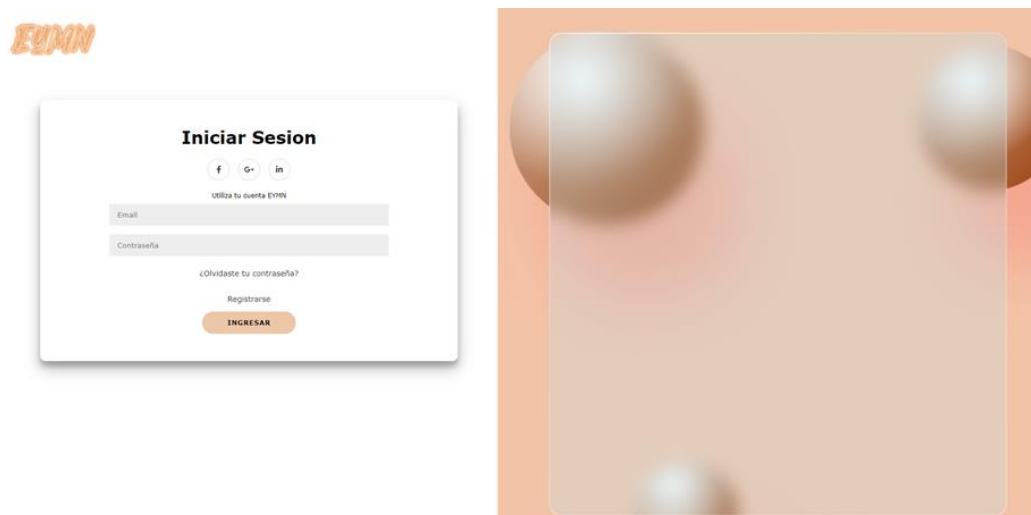 EYMN
Iniciar Sesion
f G+ in
Utiliza tu cuenta EYMN
Email
Contraseña
¿Olvidaste tu contraseña?
Registrarse
INGRESAR